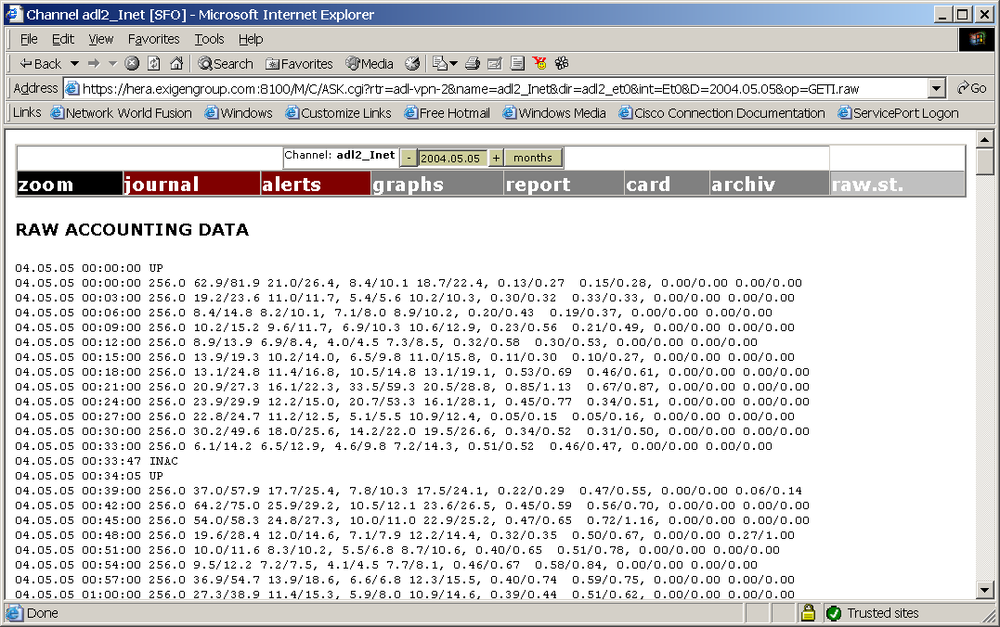 Channel adl2_Inet [SFO] - Microsoft Internet Explorer
File Edit View Favorites Tools Help
Back Search Favorites Media
Address https://hera.exigengroup.com:8100/M/C/ASK.cgi?rtr=adl-vpn-2&name=adl2_Inet&dir=adl2_et0&int=Et0&D=2004.05.05&op=GETI.raw Go
Links Network World Fusion Windows Customize Links Free Hotmail Windows Media Cisco Connection Documentation ServicePort Logon
Channel: adl2_Inet - 2004.05.05 + months
zoom journal alerts graphs report card archiv raw.st.
RAW ACCOUNTING DATA
04.05.05 00:00:00 UP
04.05.05 00:00:00 256.0 62.9/81.9 21.0/26.4, 8.4/10.1 18.7/22.4, 0.13/0.27 0.15/0.28, 0.00/0.00 0.00/0.00
04.05.05 00:03:00 256.0 19.2/23.6 11.0/11.7, 5.4/5.6 10.2/10.3, 0.30/0.32 0.33/0.33, 0.00/0.00 0.00/0.00
04.05.05 00:06:00 256.0 8.4/14.8 8.2/10.1, 7.1/8.0 8.9/10.2, 0.20/0.43 0.19/0.37, 0.00/0.00 0.00/0.00
04.05.05 00:09:00 256.0 10.2/15.2 9.6/11.7, 6.9/10.3 10.6/12.9, 0.23/0.56 0.21/0.49, 0.00/0.00 0.00/0.00
04.05.05 00:12:00 256.0 8.9/13.9 6.9/8.4, 4.0/4.5 7.3/8.5, 0.32/0.58 0.30/0.53, 0.00/0.00 0.00/0.00
04.05.05 00:15:00 256.0 13.9/19.3 10.2/14.0, 6.5/9.8 11.0/15.8, 0.11/0.30 0.10/0.27, 0.00/0.00 0.00/0.00
04.05.05 00:18:00 256.0 13.1/24.8 11.4/16.8, 10.5/14.8 13.1/19.1, 0.53/0.69 0.46/0.61, 0.00/0.00 0.00/0.00
04.05.05 00:21:00 256.0 20.9/27.3 16.1/22.3, 33.5/59.3 20.5/28.8, 0.85/1.13 0.67/0.87, 0.00/0.00 0.00/0.00
04.05.05 00:24:00 256.0 23.9/29.9 12.2/15.0, 20.7/53.3 16.1/28.1, 0.45/0.77 0.34/0.51, 0.00/0.00 0.00/0.00
04.05.05 00:27:00 256.0 22.8/24.7 11.2/12.5, 5.1/5.5 10.9/12.4, 0.05/0.15 0.05/0.16, 0.00/0.00 0.00/0.00
04.05.05 00:30:00 256.0 30.2/49.6 18.0/25.6, 14.2/22.0 19.5/26.6, 0.34/0.52 0.31/0.50, 0.00/0.00 0.00/0.00
04.05.05 00:33:00 256.0 6.1/14.2 6.5/12.9, 4.6/9.8 7.2/14.3, 0.51/0.52 0.46/0.47, 0.00/0.00 0.00/0.00
04.05.05 00:33:47 INAC
04.05.05 00:34:05 UP
04.05.05 00:39:00 256.0 37.0/57.9 17.7/25.4, 7.8/10.3 17.5/24.1, 0.22/0.29 0.47/0.55, 0.00/0.00 0.06/0.14
04.05.05 00:42:00 256.0 64.2/75.0 25.9/29.2, 10.5/12.1 23.6/26.5, 0.45/0.59 0.56/0.70, 0.00/0.00 0.00/0.00
04.05.05 00:45:00 256.0 54.0/58.3 24.8/27.3, 10.0/11.0 22.9/25.2, 0.47/0.65 0.72/1.16, 0.00/0.00 0.00/0.00
04.05.05 00:48:00 256.0 19.6/28.4 12.0/14.6, 7.1/7.9 12.2/14.4, 0.32/0.35 0.50/0.67, 0.00/0.00 0.27/1.00
04.05.05 00:51:00 256.0 10.0/11.6 8.3/10.2, 5.5/6.8 8.7/10.6, 0.40/0.65 0.51/0.78, 0.00/0.00 0.00/0.00
04.05.05 00:54:00 256.0 9.5/12.2 7.2/7.5, 4.1/4.5 7.7/8.1, 0.46/0.67 0.58/0.84, 0.00/0.00 0.00/0.00
04.05.05 00:57:00 256.0 36.9/54.7 13.9/18.6, 6.6/6.8 12.3/15.5, 0.40/0.74 0.59/0.75, 0.00/0.00 0.00/0.00
04.05.05 01:00:00 256.0 27.3/38.9 11.4/15.3, 5.9/8.0 10.9/14.6, 0.39/0.44 0.51/0.62, 0.00/0.00 0.00/0.00
Done Trusted sites